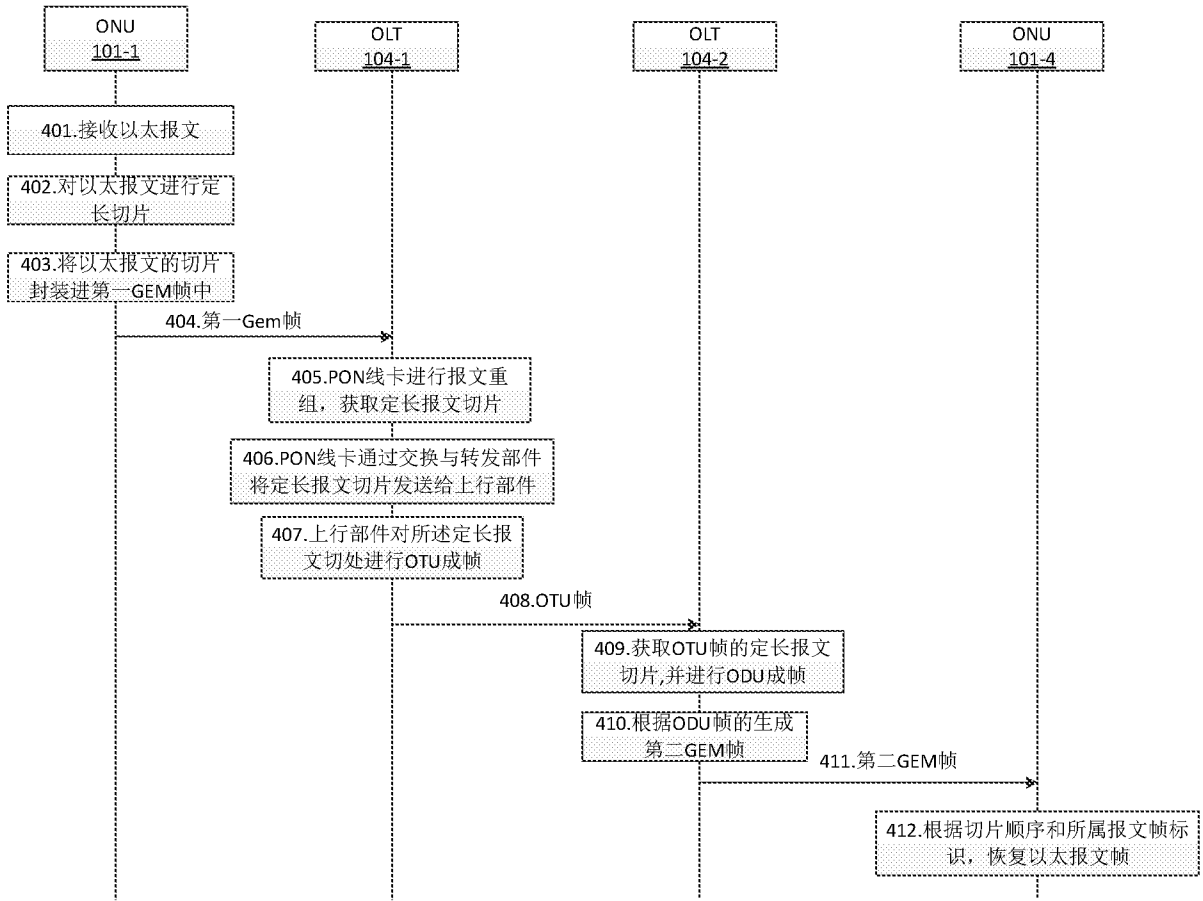 ONU
101-1
OLT
104-1
OLT
104-2
ONU
101-4
401.接收以太报文
402.对以太报文进行定
长切片
403.将以太报文的切片
封装进第一GEM帧中
404.第一Gem帧
405.PON线卡进行报文重
组，获取定长报文切片
406.PON线卡通过交换与转发部件
将定长报文切片发送给上行部件
407.上行部件对所述定长报
文切处进行OTU成帧
408.OTU帧
409.获取OTU帧的定长报文
切片,并进行ODU成帧
410.根据ODU帧的生成
第二GEM帧
411.第二GEM帧
412.根据切片顺序和所属报文帧标
识，恢复以太报文帧